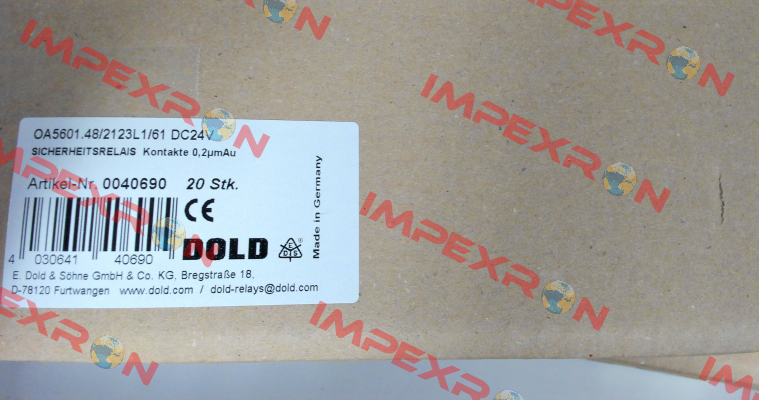 OA5601.48/2123L1/61 DC24V
SICHERHEITSRELAIS Kontakte 0,2µmAu
Artikel-Nr. 0040690 20 Stk.
CE
4 030641 40690
DOLD
E D S ®
Made in Germany
E. Dold & Söhne GmbH & Co. KG, Bregstraße 18,
D-78120 Furtwangen www.dold.com / dold-relays@dold.com
IMPEXRON
IMPEXRON
IMPEXRON
IMPEXRON
IMPEXRON
IMPEXRON